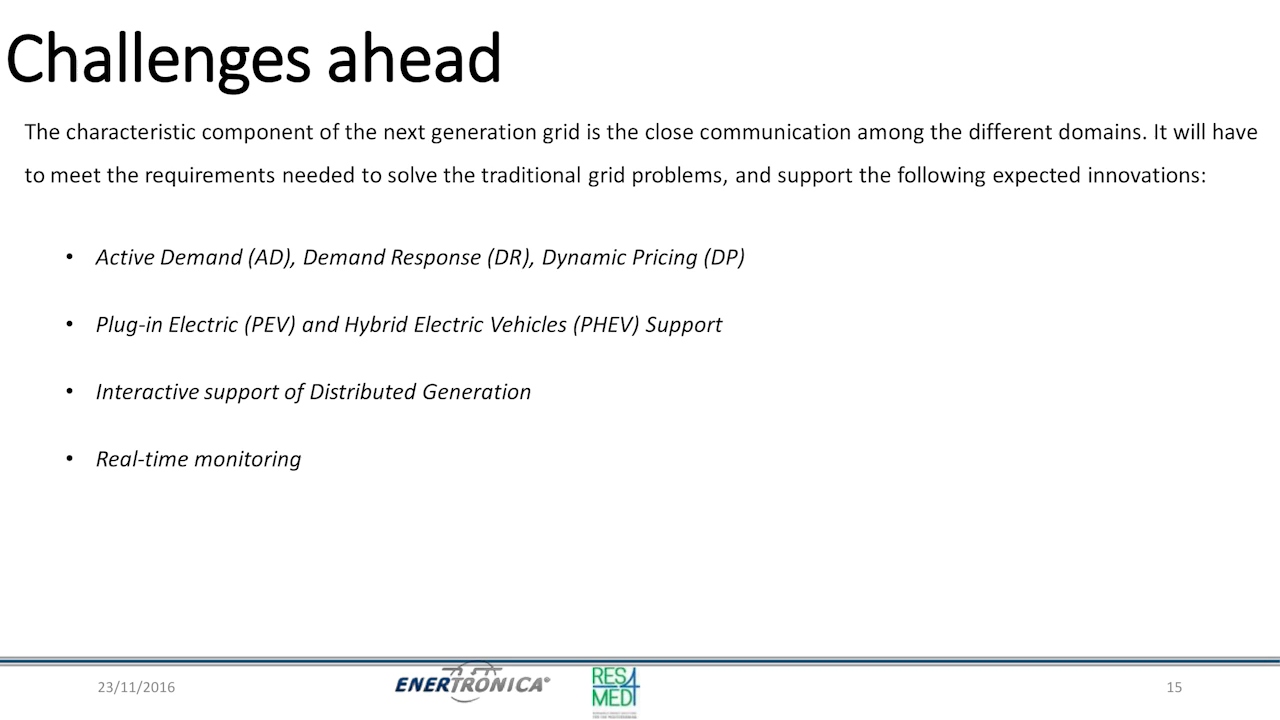 Challenges ahead
The characteristic component of the next generation grid is the close communication among the different domains. It will have
to meet the requirements needed to solve the traditional grid problems, and support the following expected innovations:
• Active Demand (AD), Demand Response (DR), Dynamic Pricing (DP)
• Plug-in Electric (PEV) and Hybrid Electric Vehicles (PHEV) Support
• Interactive support of Distributed Generation
• Real-time monitoring
23/11/2016
ENERTRONICA®
RES4
MED
15